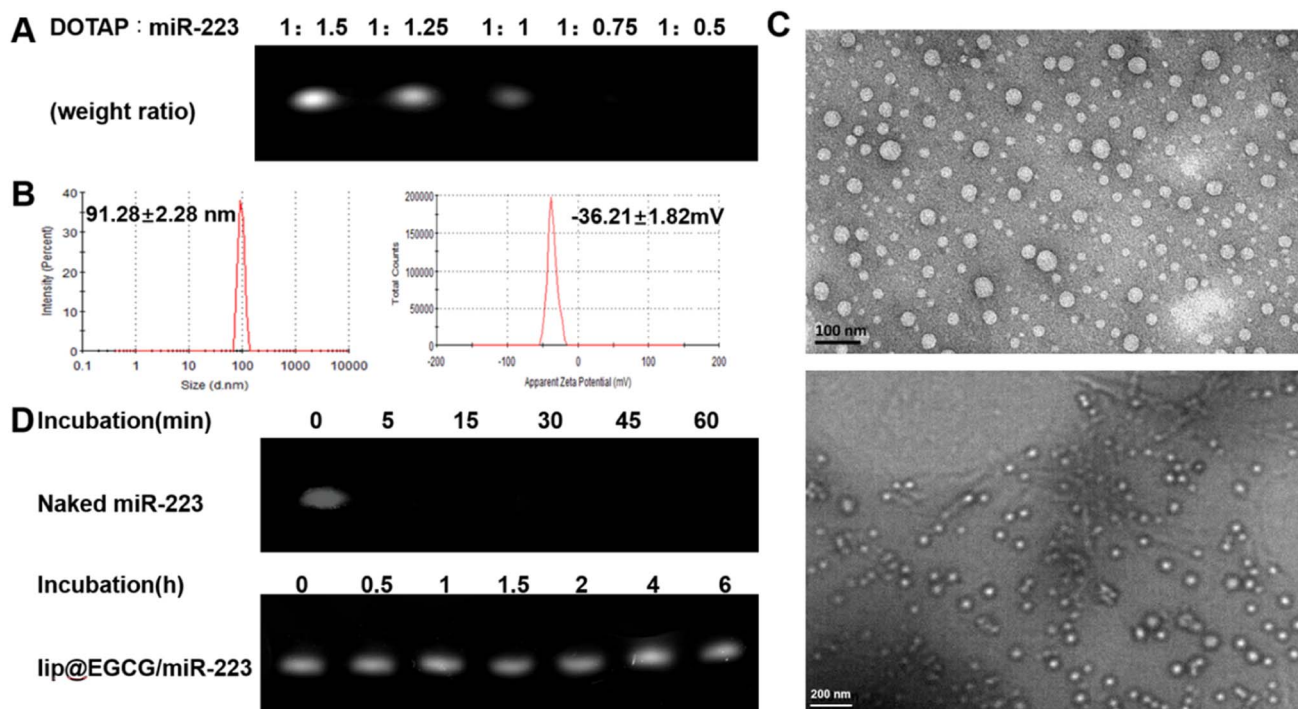 A
DOTAP：miR-223 1：1.5 1：1.25 1：1 1：0.75 1：0.5
(weight ratio)
B
91.28±2.28 nm
40
30
20
10
0
Intensity (Percent)
0.1 1 10 100 1000 10000
Size (d.nm)
-36.21±1.82mV
200000
150000
100000
50000
0
Total Counts
-200 -100 0 100 200
Apparent Zeta Potential (mV)
C
100 nm
200 nm
D
Incubation(min) 0 5 15 30 45 60
Naked miR-223
Incubation(h) 0 0.5 1 1.5 2 4 6
lip@EGCG/miR-223